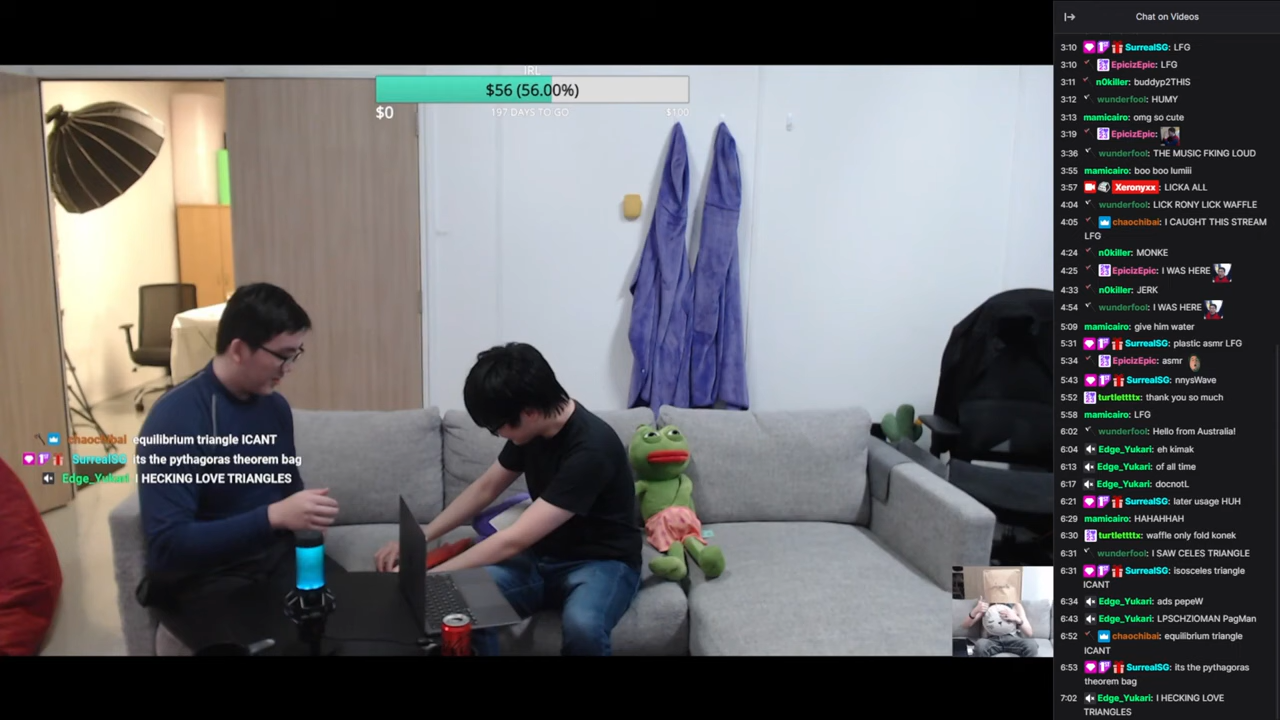 IRL
$56 (56.00%)
$0
197 DAYS TO GO
$100
chaochibai equilibrium triangle ICANT
SurrealSG its the pythagoras theorem bag
Edge_Yukari I HECKING LOVE TRIANGLES
Chat on Videos
3:10 SurrealSG: LFG
3:10 EpicizEpic: LFG
3:11 n0killer: buddyp2THIS
3:12 wunderfool: HUMY
3:13 mamicairo: omg so cute
3:19 EpicizEpic:
3:36 wunderfool: THE MUSIC FKING LOUD
3:55 mamicairo: boo boo lumiii
3:57 Xeronyxx: LICKA ALL
4:04 wunderfool: LICK RONY LICK WAFFLE
4:05 chaochibai: I CAUGHT THIS STREAM
LFG
4:24 n0killer: MONKE
4:25 EpicizEpic: I WAS HERE
4:33 n0killer: JERK
4:54 wunderfool: I WAS HERE
5:09 mamicairo: give him water
5:31 SurrealSG: plastic asmr LFG
5:34 EpicizEpic: asmr
5:43 SurrealSG: nnysWave
5:52 turtlettttx: thank you so much
5:58 mamicairo: LFG
6:02 wunderfool: Hello from Australia!
6:04 Edge_Yukari: eh kimak
6:13 Edge_Yukari: of all time
6:17 Edge_Yukari: docnotL
6:21 SurrealSG: later usage HUH
6:29 mamicairo: HAHAHHAH
6:30 turtlettttx: waffle only fold konek
6:31 wunderfool: I SAW CELES TRIANGLE
6:31 SurrealSG: isosceles triangle
ICANT
6:34 Edge_Yukari: ads pepeW
6:43 Edge_Yukari: LPSCHZIOMAN PagMan
6:52 chaochibai: equilibrium triangle
ICANT
6:53 SurrealSG: its the pythagoras
theorem bag
7:02 Edge_Yukari: I HECKING LOVE
TRIANGLES